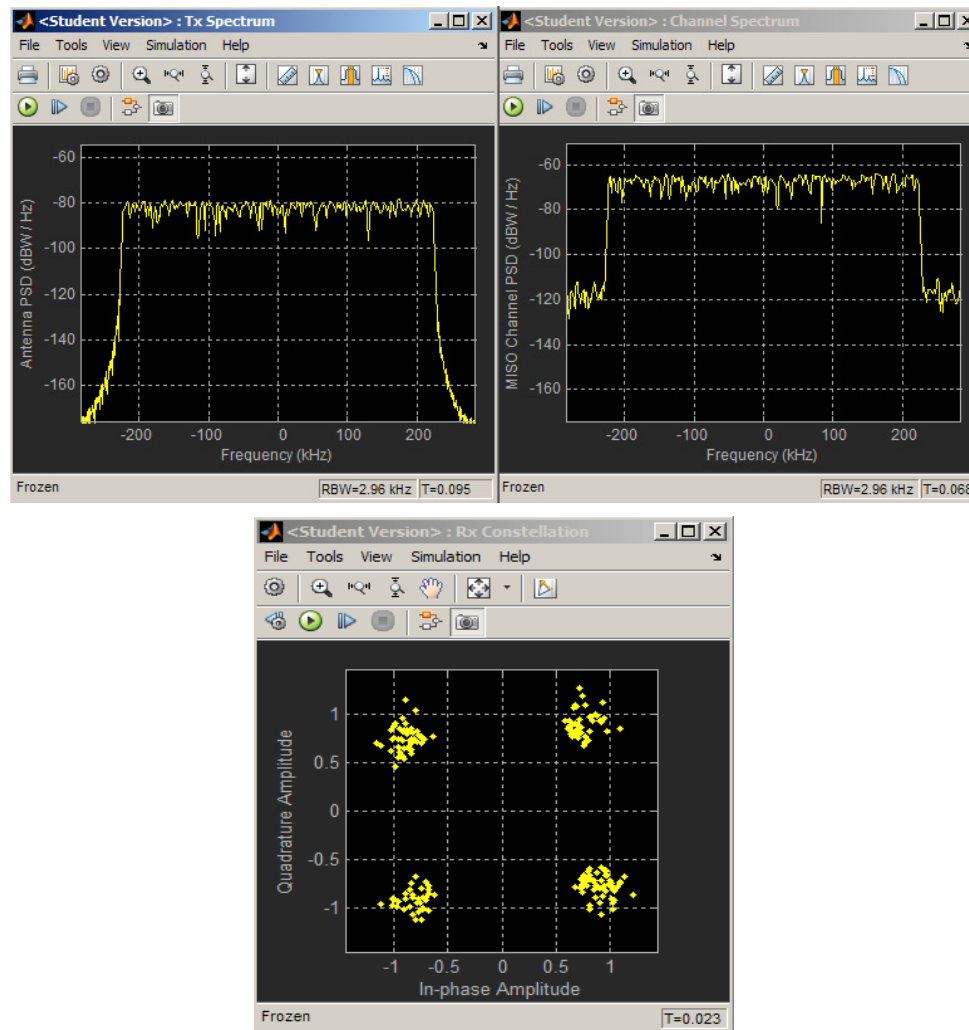 <Student Version> : Tx Spectrum
File Tools View Simulation Help
-60
-80
-100
-120
-140
-160
Antenna PSD (dBW / Hz)
-200 -100 0 100 200
Frequency (kHz)
Frozen RBW=2.96 kHz T=0.095
<Student Version> : Channel Spectrum
File Tools View Simulation Help
-60
-80
-100
-120
-140
-160
MISO Channel PSD (dBW / Hz)
-200 -100 0 100 200
Frequency (kHz)
Frozen RBW=2.96 kHz T=0.068
<Student Version> : Rx Constellation
File Tools View Simulation Help
1
0.5
0
-0.5
-1
Quadrature Amplitude
-1 -0.5 0 0.5 1
In-phase Amplitude
Frozen T=0.023